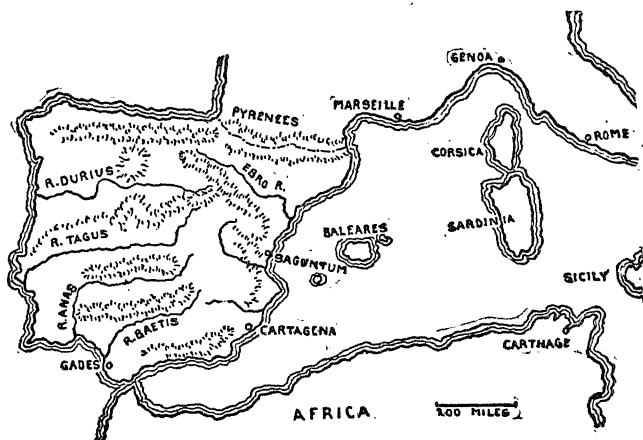 GENOA
MARSEILLE
PYRENEES
ROME
CORSICA
R. DURIUS
EBRO R.
R. TAGUS
BALEARES
SARDINIA
SAGUNTUM
SICILY
R. ANAS
R. BAETIS
CARTAGENA
CARTHAGE
GADES
AFRICA.
200 MILES